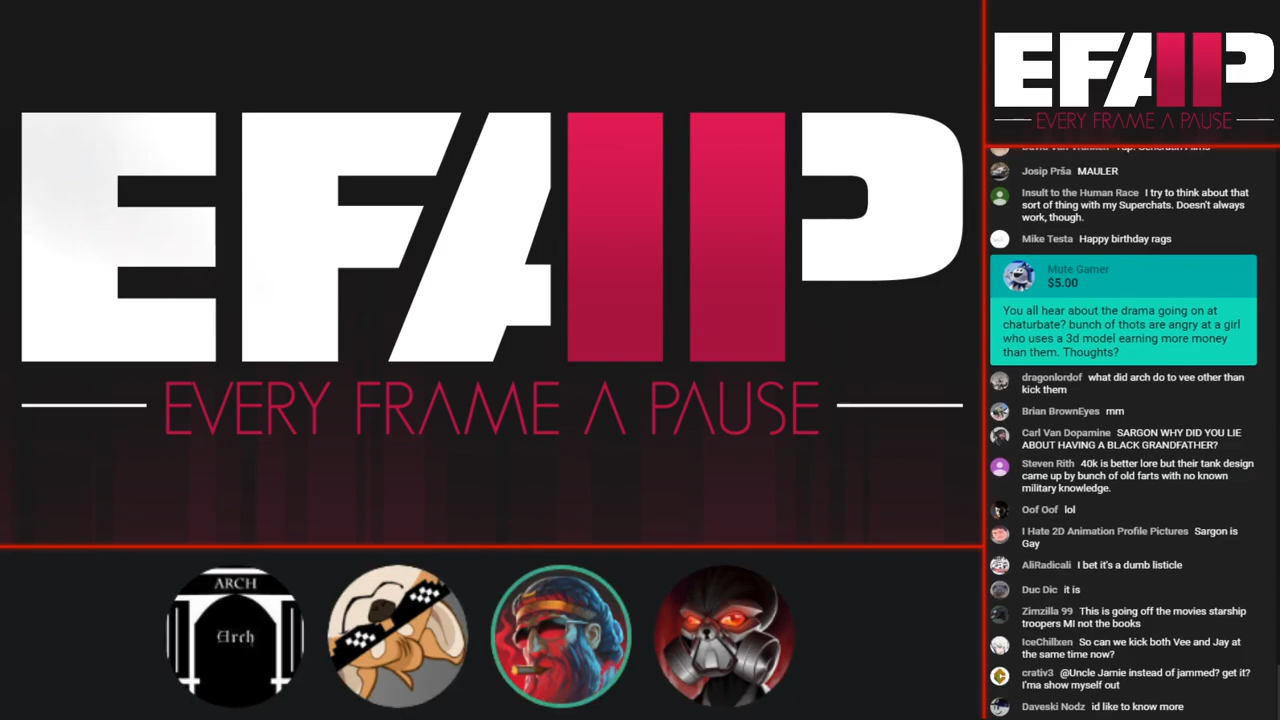 EFAP
EVERY FRAME A PAUSE
ARCH
Arch
EFAP
EVERY FRAME A PAUSE
Josip Prša MAULER
Insult to the Human Race I try to think about that
sort of thing with my Superchats. Doesn't always
work, though.
Mike Testa Happy birthday rags
Mute Gamer
$5.00
You all hear about the drama going on at
chaturbate? bunch of thots are angry at a girl
who uses a 3d model earning more money
than them. Thoughts?
dragonlordof what did arch do to vee other than
kick them
Brian BrownEyes mm
Carl Van Dopamine SARGON WHY DID YOU LIE
ABOUT HAVING A BLACK GRANDFATHER?
Steven Rith 40k is better lore but their tank design
came up by bunch of old farts with no known
military knowledge.
Oof Oof lol
I Hate 2D Animation Profile Pictures Sargon is
Gay
AliRadicali I bet it's a dumb listicle
Duc Dic it is
Zimzilla 99 This is going off the movies starship
troopers MI not the books
IceChillxen So can we kick both Vee and Jay at
the same time now?
crativ3 @Uncle Jamie instead of jammed? get it?
I'ma show myself out
Daveski Nodz id like to know more